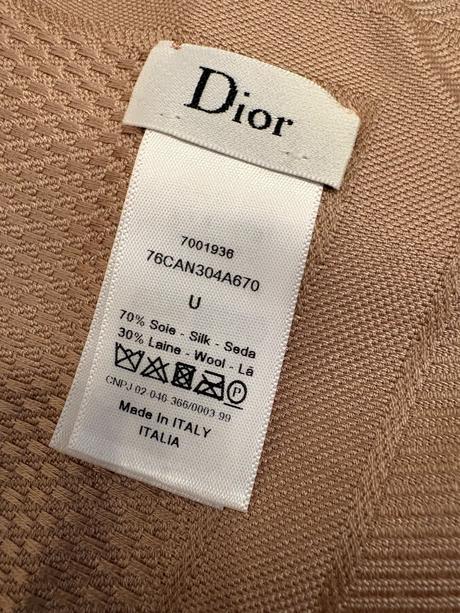 Dior
7001936
76CAN304A670
U
70% Soie - Silk - Seda
30% Laine - Wool - Lã
P
CNPJ 02-046-366/0003-99
Made In ITALY
ITALIA